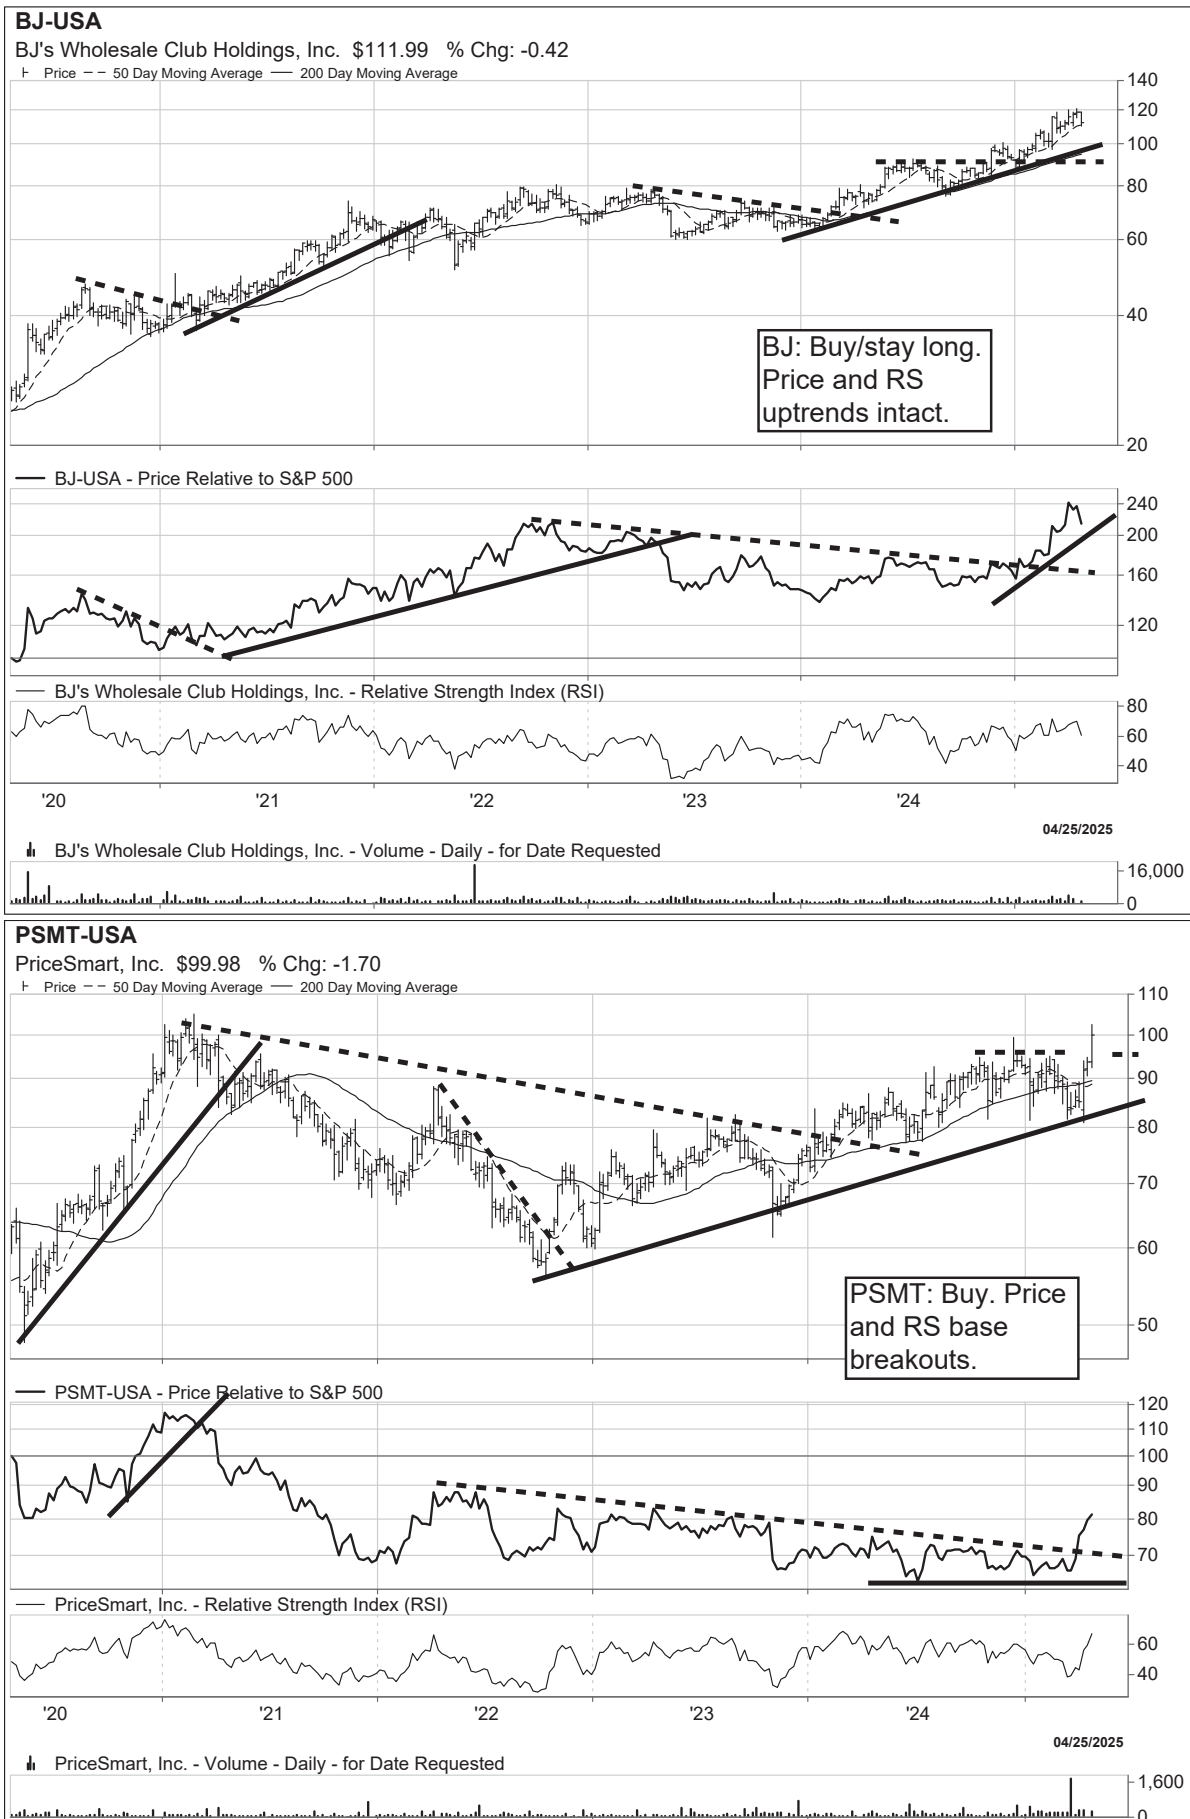 BJ-USA
BJ's Wholesale Club Holdings, Inc. $111.99 % Chg: -0.42
Price 50 Day Moving Average 200 Day Moving Average
140
120
100
80
60
40
20
BJ: Buy/stay long.
Price and RS
uptrends intact.
BJ-USA - Price Relative to S&P 500
240
200
160
120
BJ's Wholesale Club Holdings, Inc. - Relative Strength Index (RSI)
80
60
40
'20 '21 '22 '23 '24
04/25/2025
BJ's Wholesale Club Holdings, Inc. - Volume - Daily - for Date Requested
16,000
0
PSMT-USA
PriceSmart, Inc. $99.98 % Chg: -1.70
Price 50 Day Moving Average 200 Day Moving Average
110
100
90
80
70
60
50
PSMT: Buy. Price
and RS base
breakouts.
PSMT-USA - Price Relative to S&P 500
120
110
100
90
80
70
PriceSmart, Inc. - Relative Strength Index (RSI)
60
40
'20 '21 '22 '23 '24
04/25/2025
PriceSmart, Inc. - Volume - Daily - for Date Requested
1,600
0